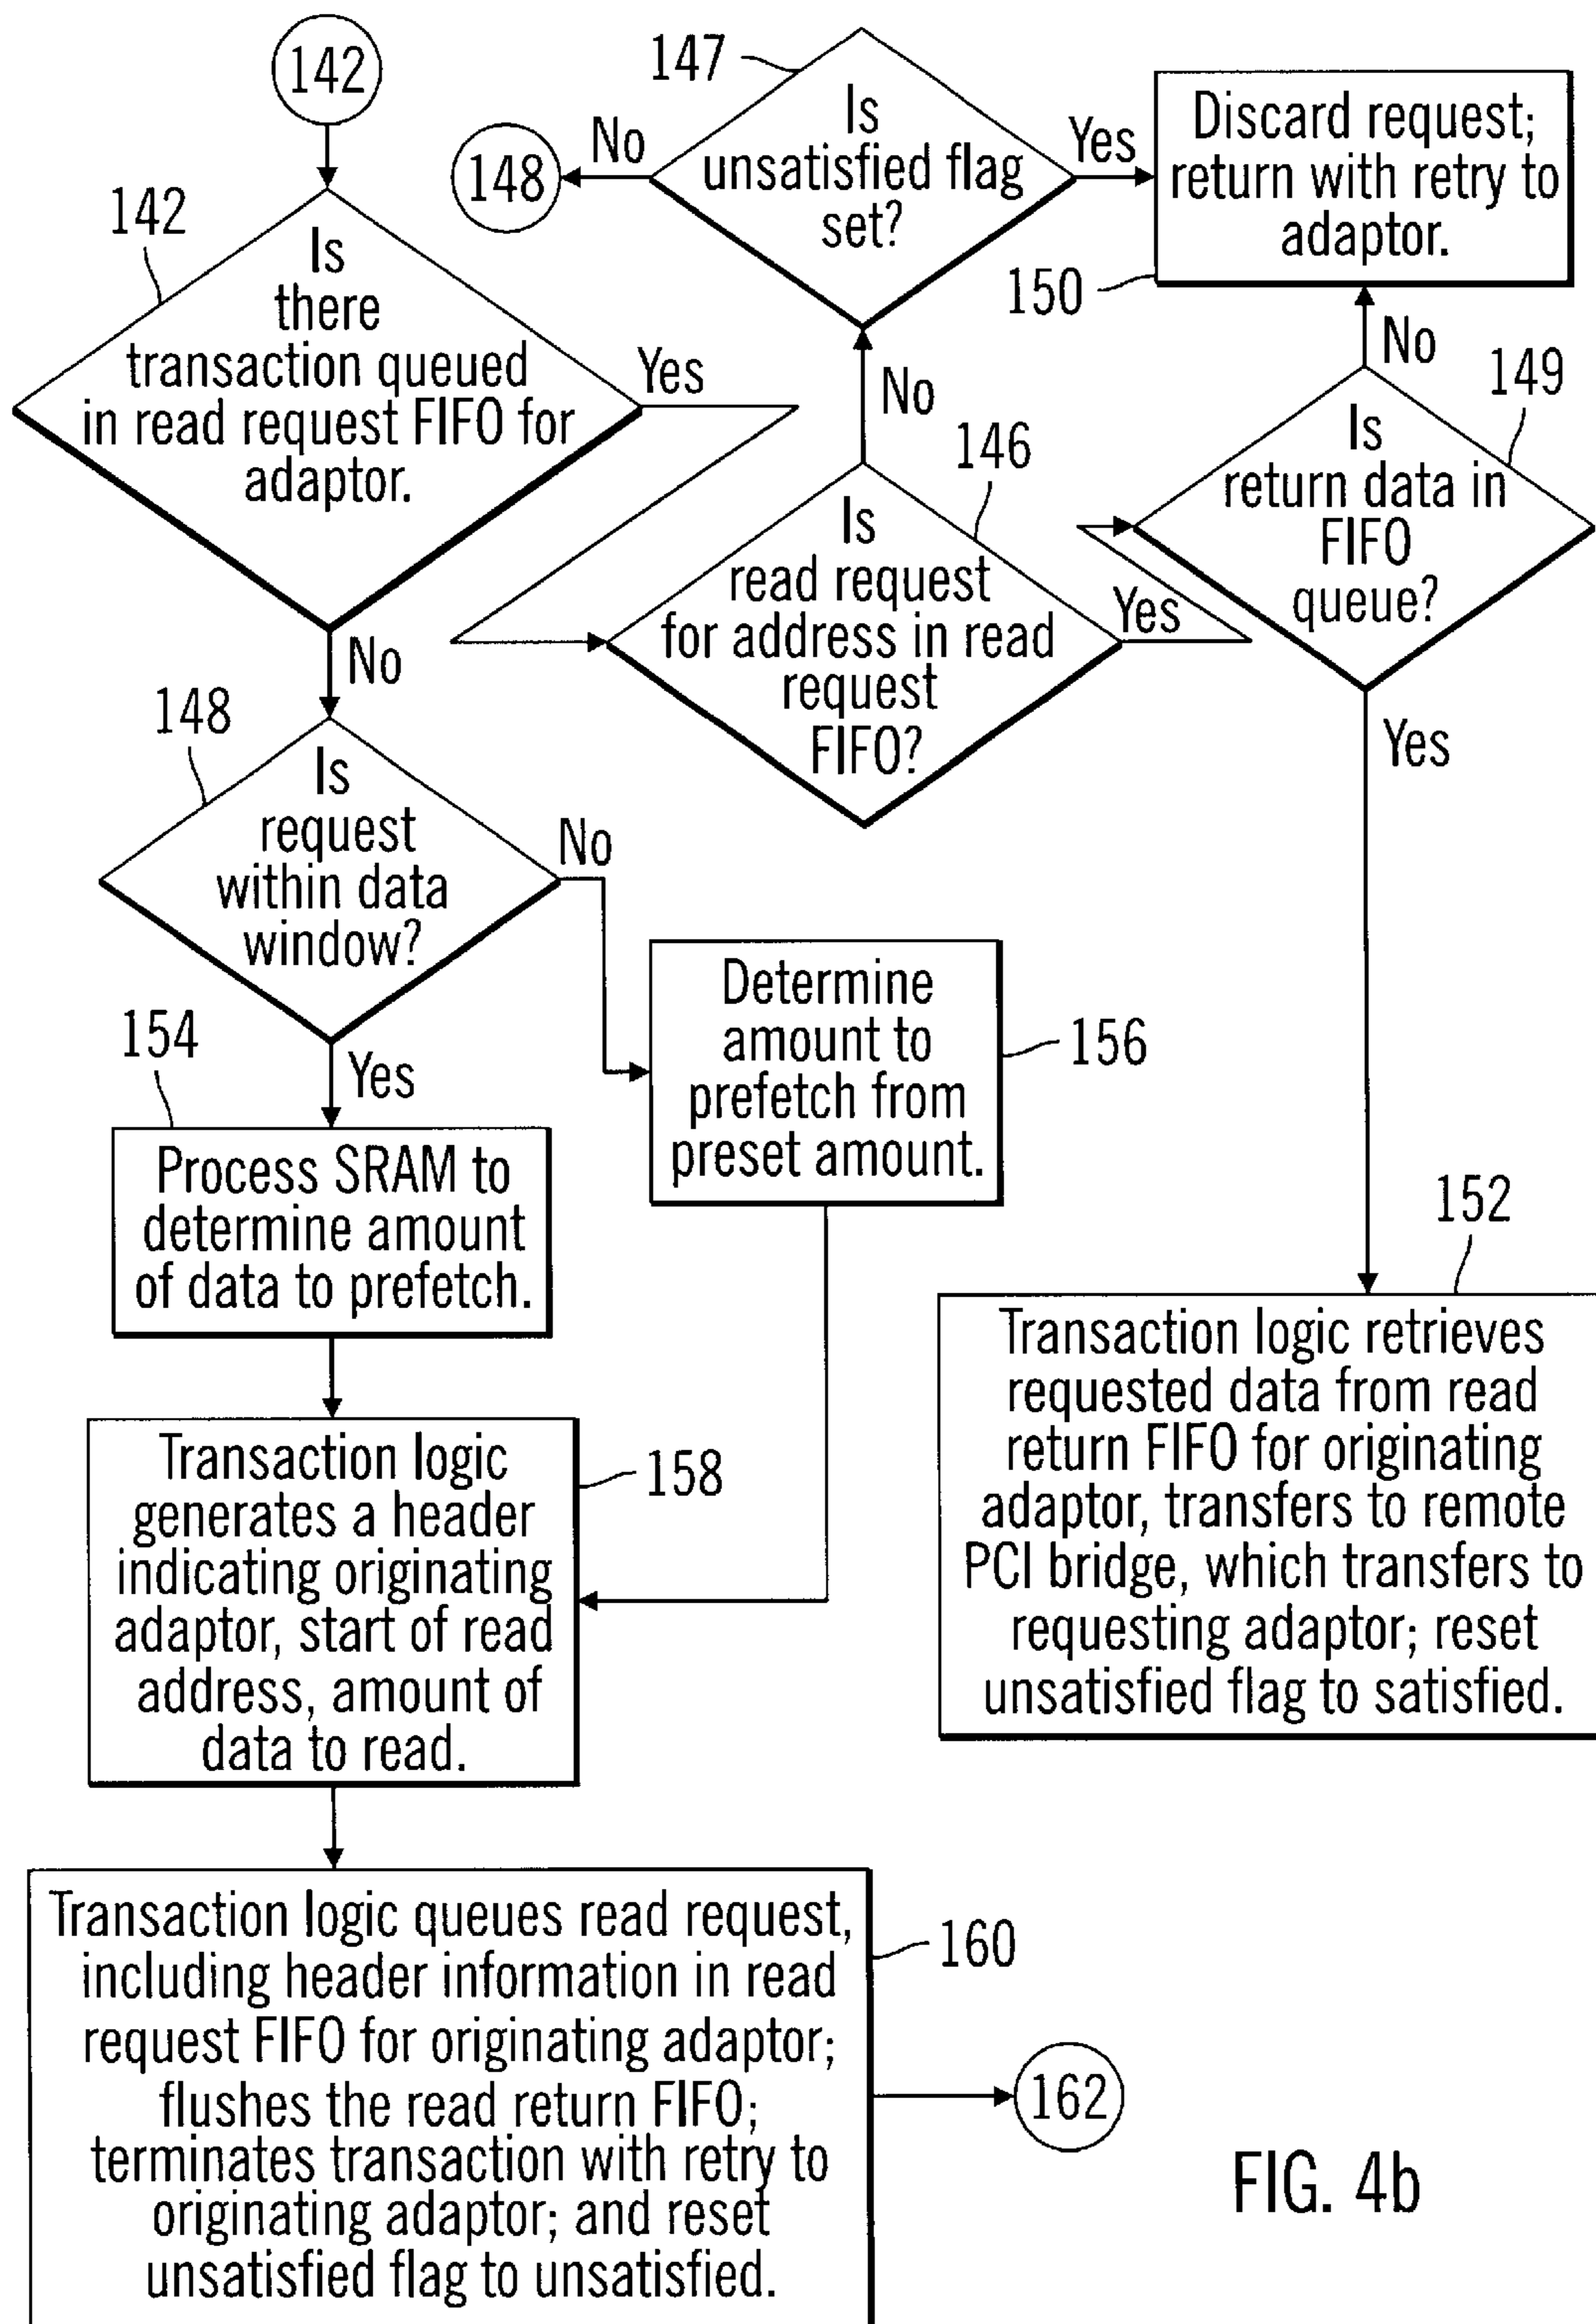 142
142
Is
there
transaction queued
in read request FIFO for
adaptor.
Yes
No
147
Is
unsatisfied flag
set?
No
148
Yes
Discard request;
return with retry to
adaptor.
150
No
146
Is
read request
for address in read
request
FIFO?
Yes
No
149
Is
return data in
FIFO
queue?
Yes
148
Is
request
within data
window?
No
Yes
154
Process SRAM to
determine amount
of data to prefetch.
Determine
amount to
prefetch from
preset amount.
156
152
Transaction logic retrieves
requested data from read
return FIFO for originating
adaptor, transfers to remote
PCI bridge, which transfers to
requesting adaptor; reset
unsatisfied flag to satisfied.
Transaction logic
generates a header
indicating originating
adaptor, start of read
address, amount of
data to read.
158
Transaction logic queues read request,
including header information in read
request FIFO for originating adaptor;
flushes the read return FIFO;
terminates transaction with retry to
originating adaptor; and reset
unsatisfied flag to unsatisfied.
160
162
FIG. 4b